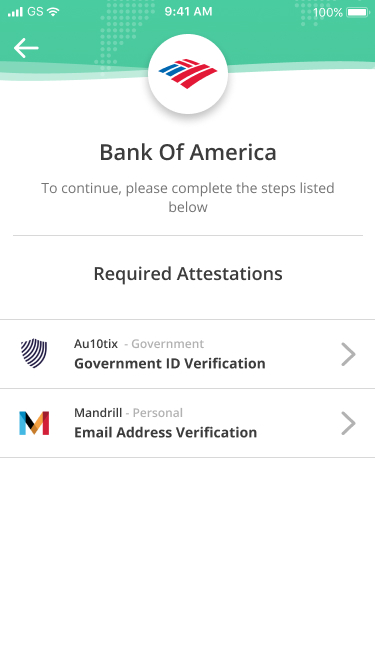 GS 9:41 AM 100%
Bank Of America
To continue, please complete the steps listed
below
Required Attestations
Au10tix - Government
Government ID Verification
Mandrill - Personal
Email Address Verification